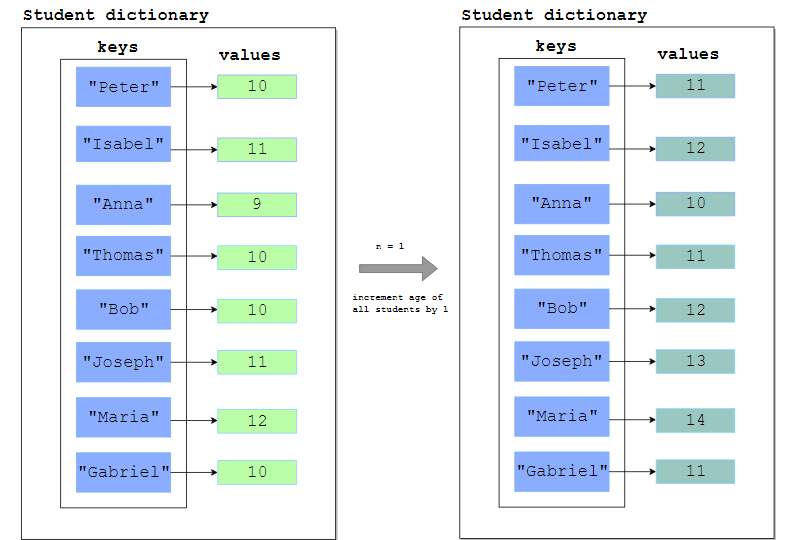 Student dictionary
keys
values
"Peter"
10
"Isabel"
11
"Anna"
9
"Thomas"
10
"Bob"
10
"Joseph"
11
"Maria"
12
"Gabriel"
10
n = 1
increment age of
all students by 1
Student dictionary
keys
values
"Peter"
11
"Isabel"
12
"Anna"
10
"Thomas"
11
"Bob"
12
"Joseph"
13
"Maria"
14
"Gabriel"
11